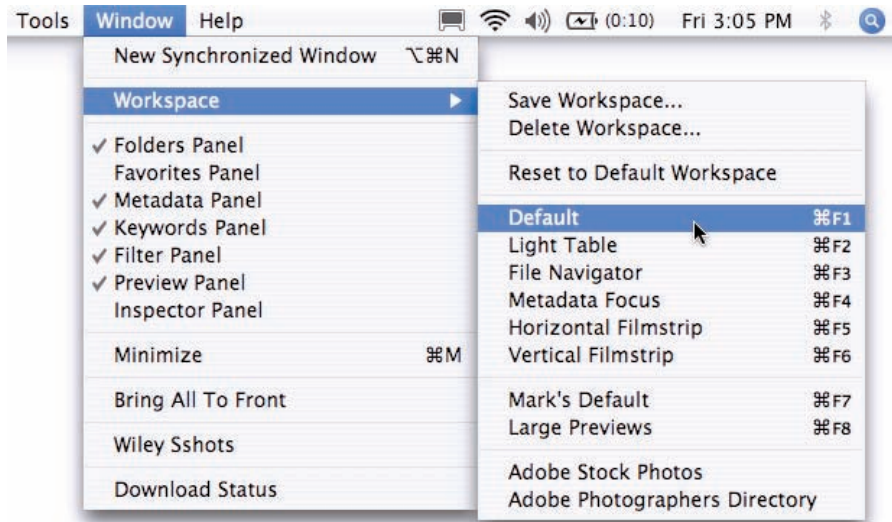 Tools Window Help (0:10) Fri 3:05 PM
New Synchronized Window ⌥⌘N
Workspace
✓ Folders Panel
Favorites Panel
✓ Metadata Panel
✓ Keywords Panel
✓ Filter Panel
✓ Preview Panel
Inspector Panel
Minimize ⌘M
Bring All To Front
Wiley Sshots
Download Status
Save Workspace...
Delete Workspace...
Reset to Default Workspace
Default ⌘F1
Light Table ⌘F2
File Navigator ⌘F3
Metadata Focus ⌘F4
Horizontal Filmstrip ⌘F5
Vertical Filmstrip ⌘F6
Mark's Default ⌘F7
Large Previews ⌘F8
Adobe Stock Photos
Adobe Photographers Directory